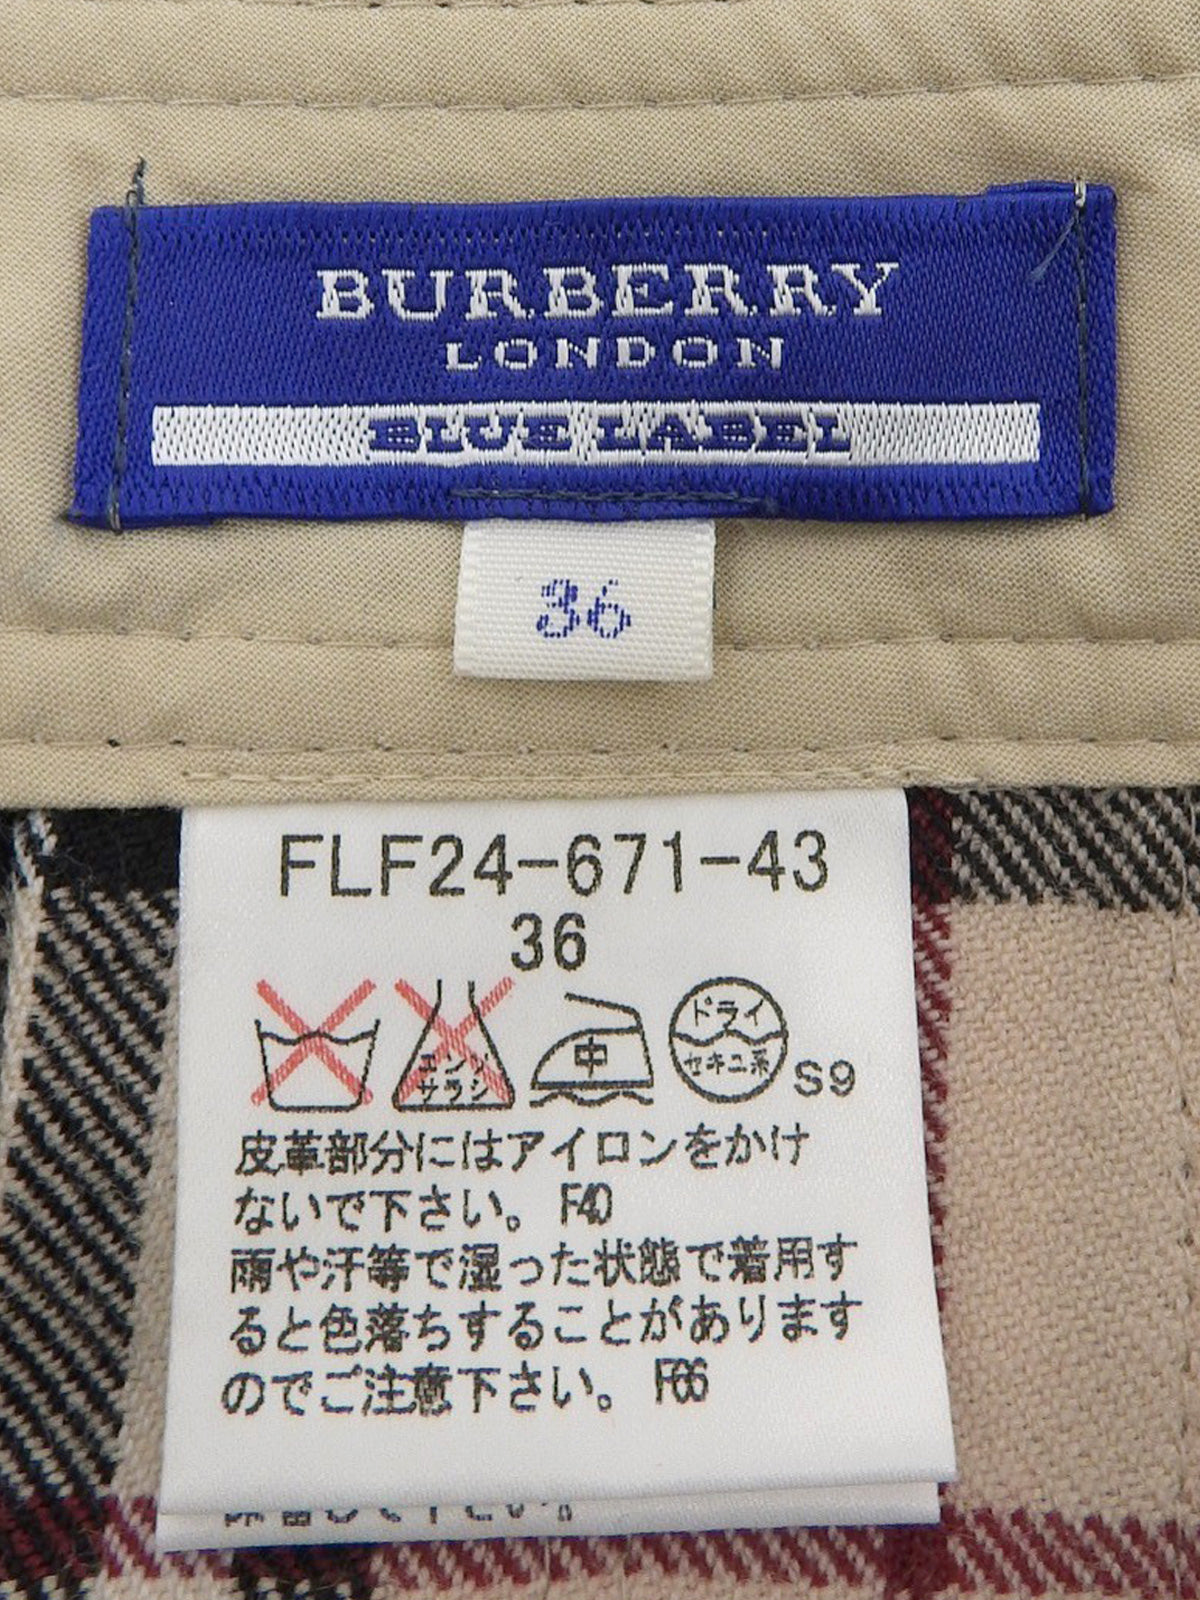 BURBERRY
LONDON
BLUE LABEL
36
FLF24-671-43
36
エンソ
サラシ
中
ドライ
セキユ系
S9
皮革部分にはアイロンをかけ
ないで下さい。 F40
雨や汗等で湿った状態で着用す
ると色落ちすることがあります
のでご注意下さい。 F66